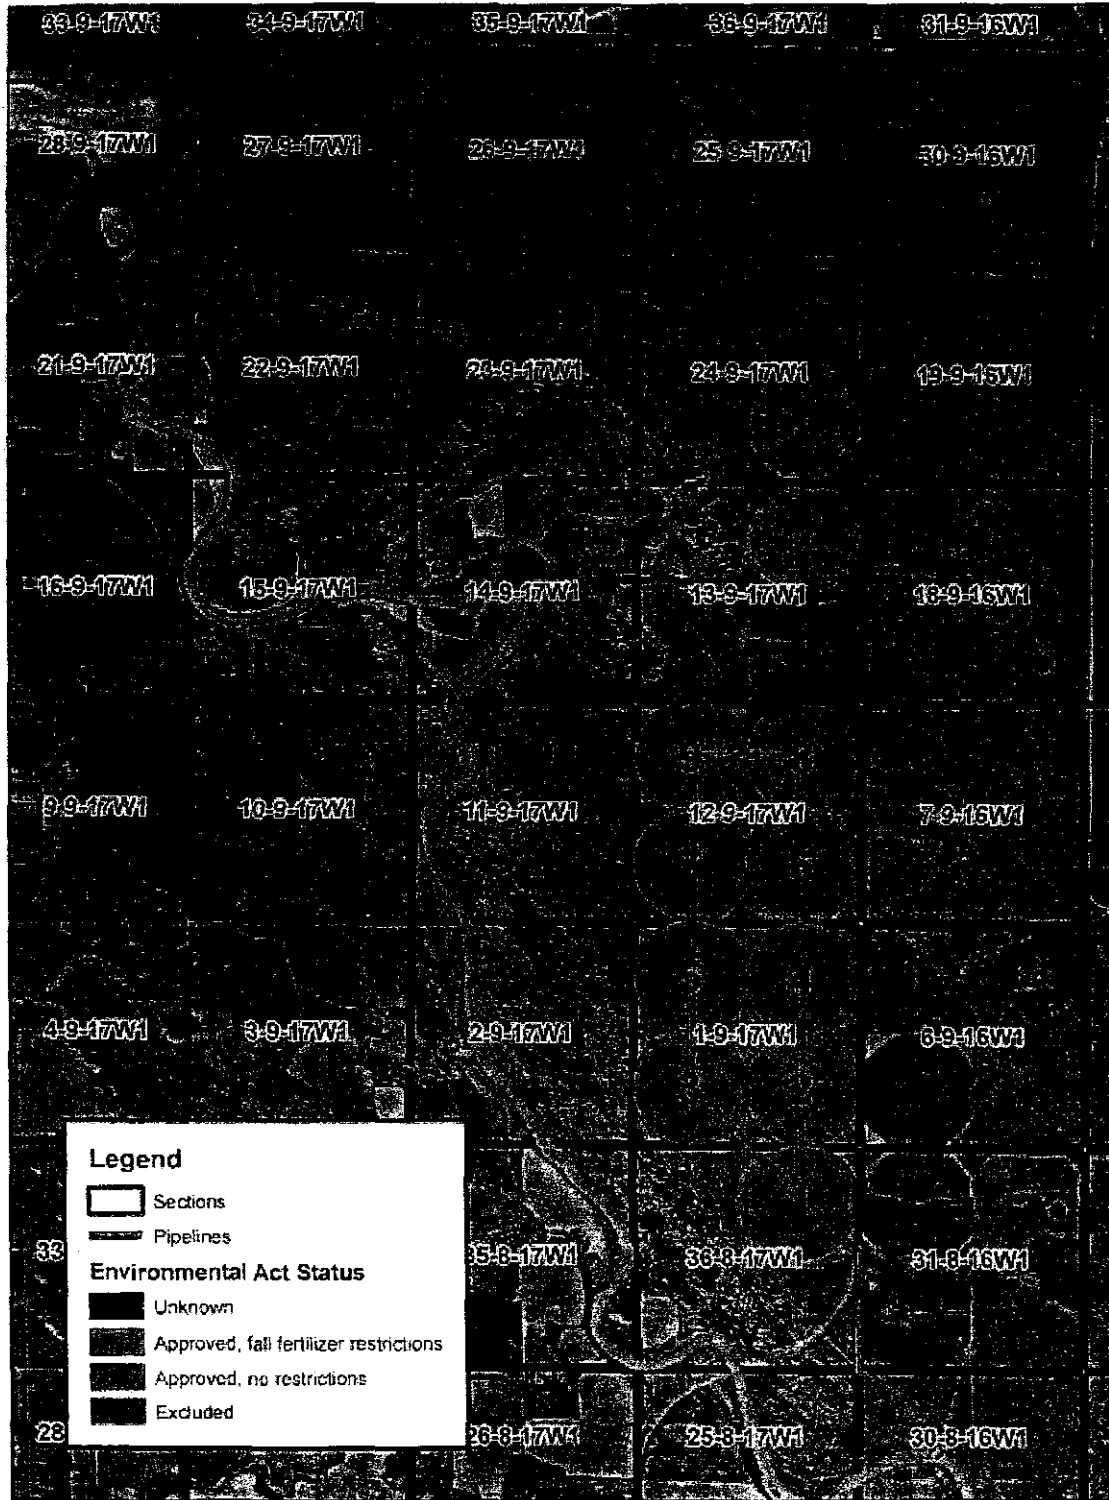 33-9-17W1 34-9-17W1 35-9-17W1 36-9-17W1 31-9-16W1
28-9-17W1 27-9-17W1 26-9-17W1 25-9-17W1 30-9-16W1
21-9-17W1 22-9-17W1 23-9-17W1 24-9-17W1 19-9-16W1
16-9-17W1 15-9-17W1 14-9-17W1 13-9-17W1 18-9-16W1
9-9-17W1 10-9-17W1 11-9-17W1 12-9-17W1 7-9-16W1
4-9-17W1 3-9-17W1 2-9-17W1 1-9-17W1 6-9-16W1
33 35-8-17W1 36-8-17W1 31-8-16W1
28 26-8-17W1 25-8-17W1 30-8-16W1
Legend
Sections
Pipelines
Environmental Act Status
Unknown
Approved, fall fertilizer restrictions
Approved, no restrictions
Excluded